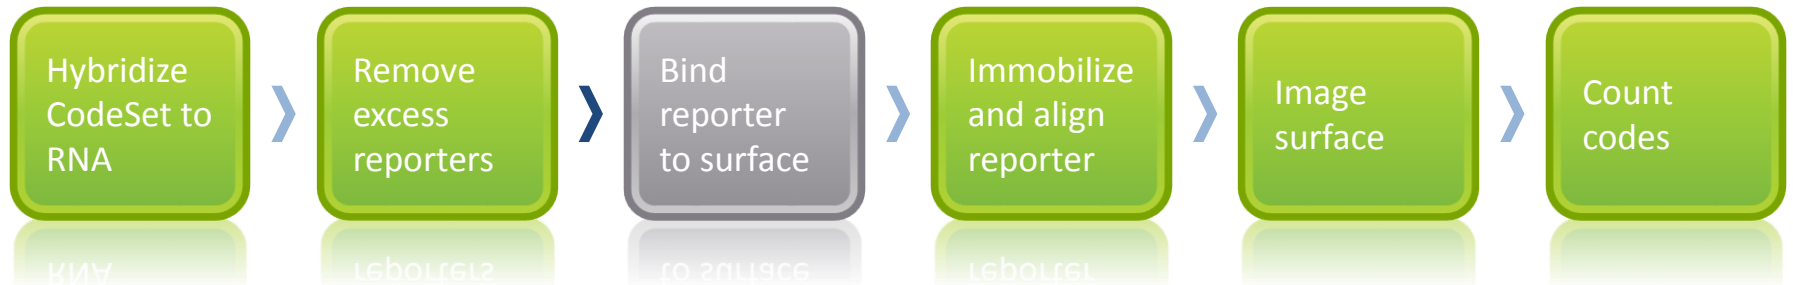 Hybridize
CodeSet to
RNA
Remove
excess
reporters
Bind
reporter
to surface
Immobilize
and align
reporter
Image
surface
Count
codes